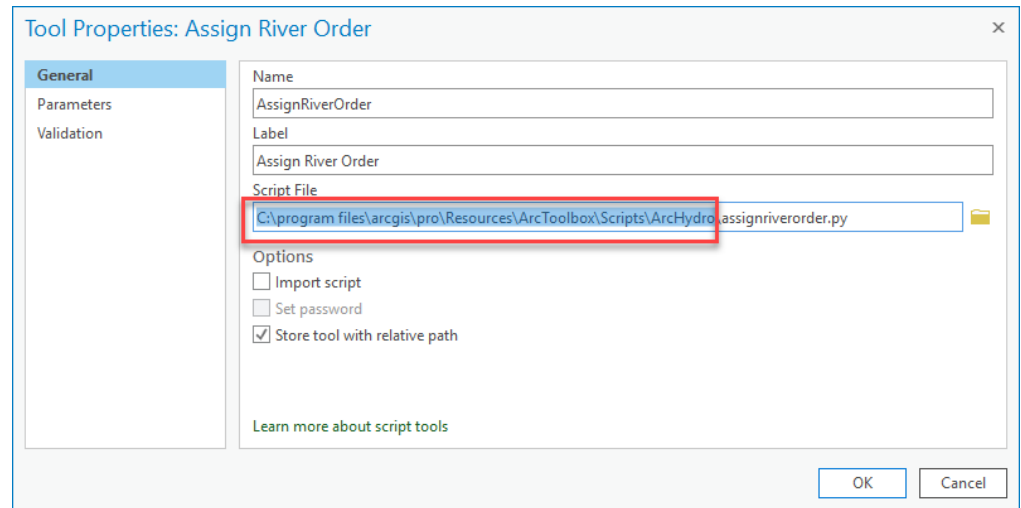 Tool Properties: Assign River Order
General
Parameters
Validation
Name
AssignRiverOrder
Label
Assign River Order
Script File
C:\program files\arcgis\pro\Resources\ArcToolbox\Scripts\ArcHydro\assignriverorder.py
Options
Import script
Set password
Store tool with relative path
Learn more about script tools
OK
Cancel